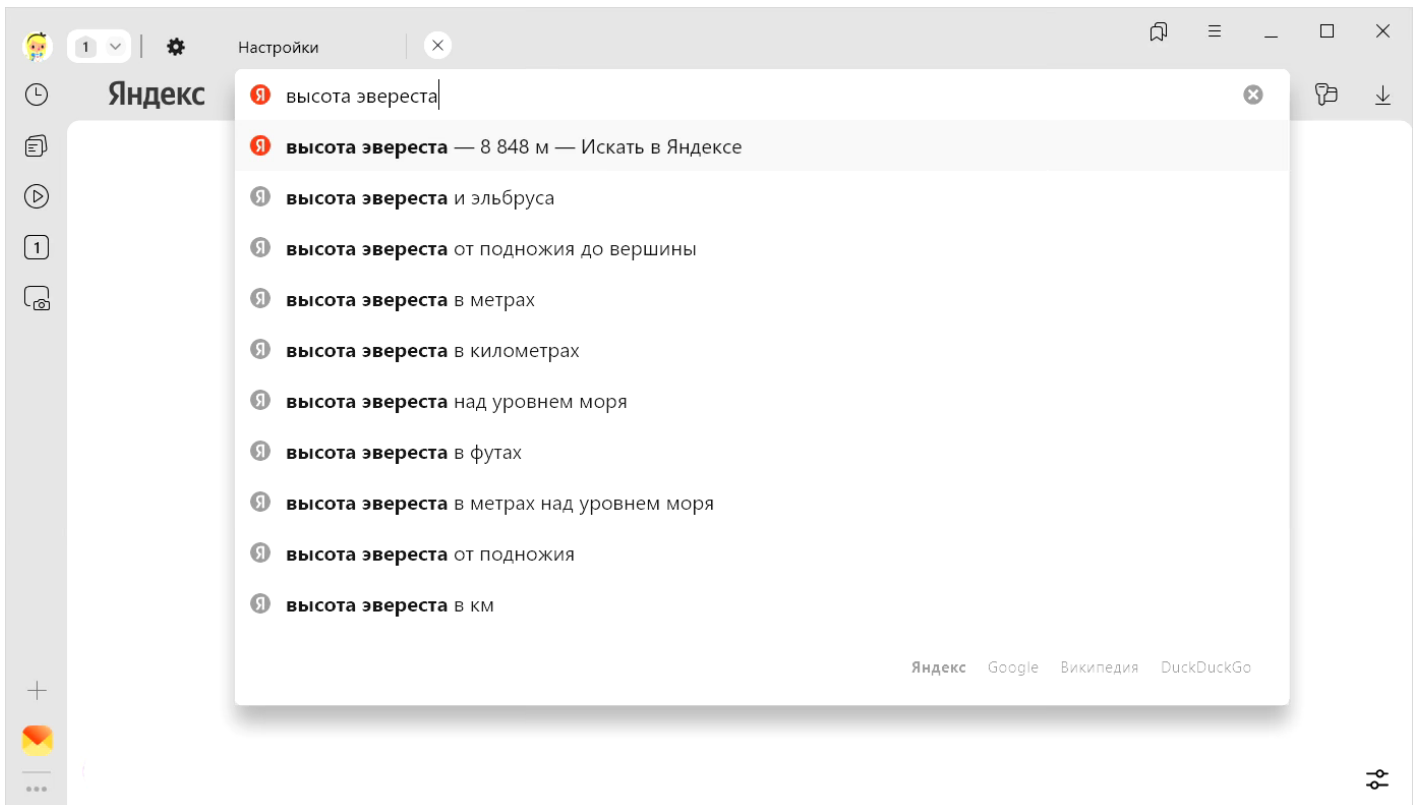 1
Настройки
Яндекс
Я высота эвереста
Я высота эвереста — 8 848 м — Искать в Яндексе
Я высота эвереста и эльбруса
Я высота эвереста от подножия до вершины
Я высота эвереста в метрах
Я высота эвереста в километрах
Я высота эвереста над уровнем моря
Я высота эвереста в футах
Я высота эвереста в метрах над уровнем моря
Я высота эвереста от подножия
Я высота эвереста в км
1
Яндекс Google Википедия DuckDuckGo